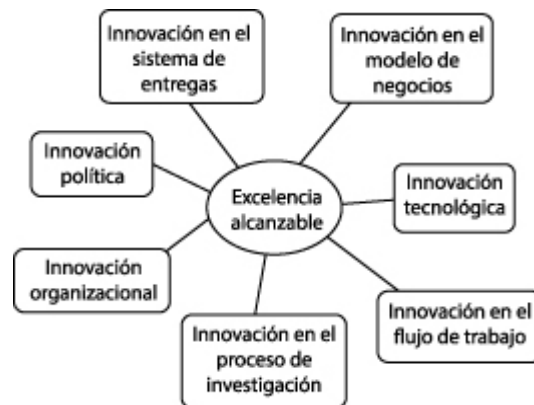 Innovación en el
sistema de
entregas
Innovación en el
modelo de
negocios
Innovación
política
Excelencia
alcanzable
Innovación
tecnológica
Innovación
organizacional
Innovación en el
proceso de
investigación
Innovación en el
flujo de trabajo